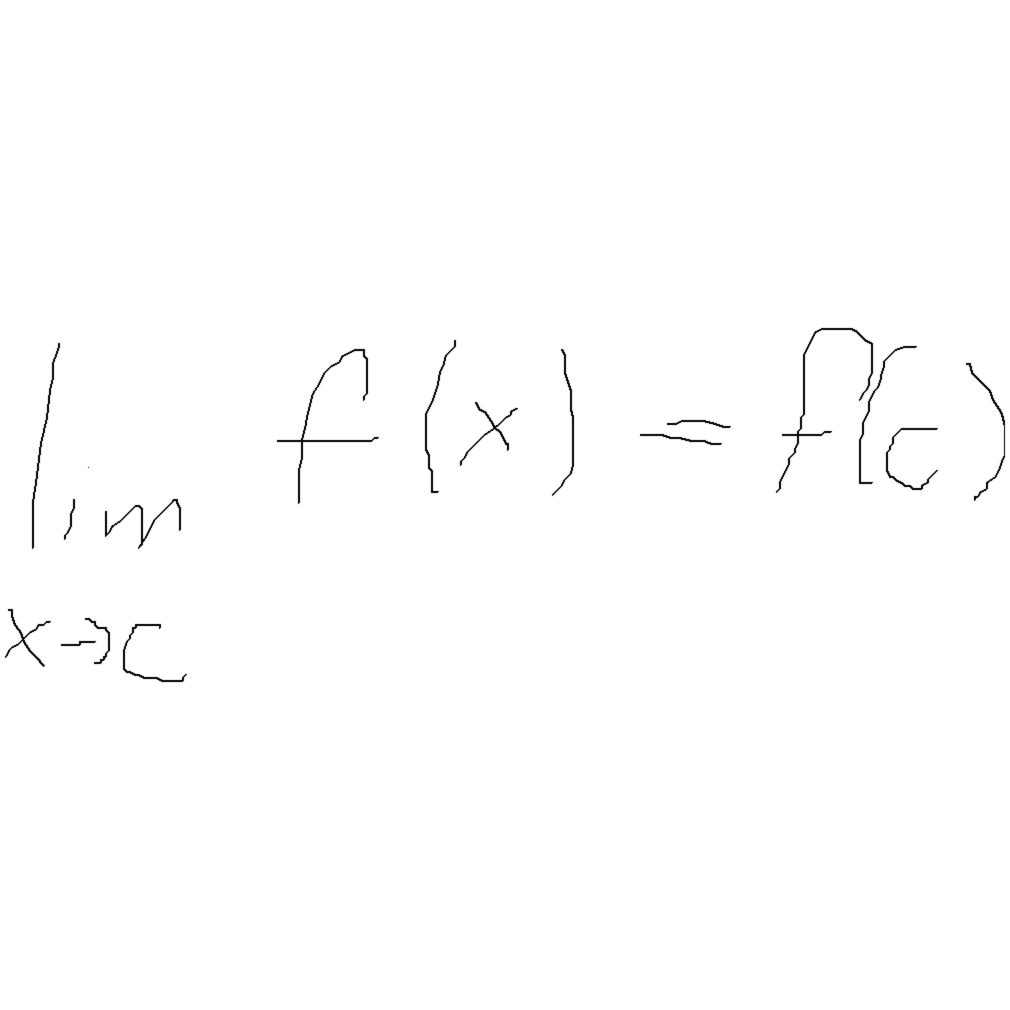 lim f(x) = f(c)
x→c